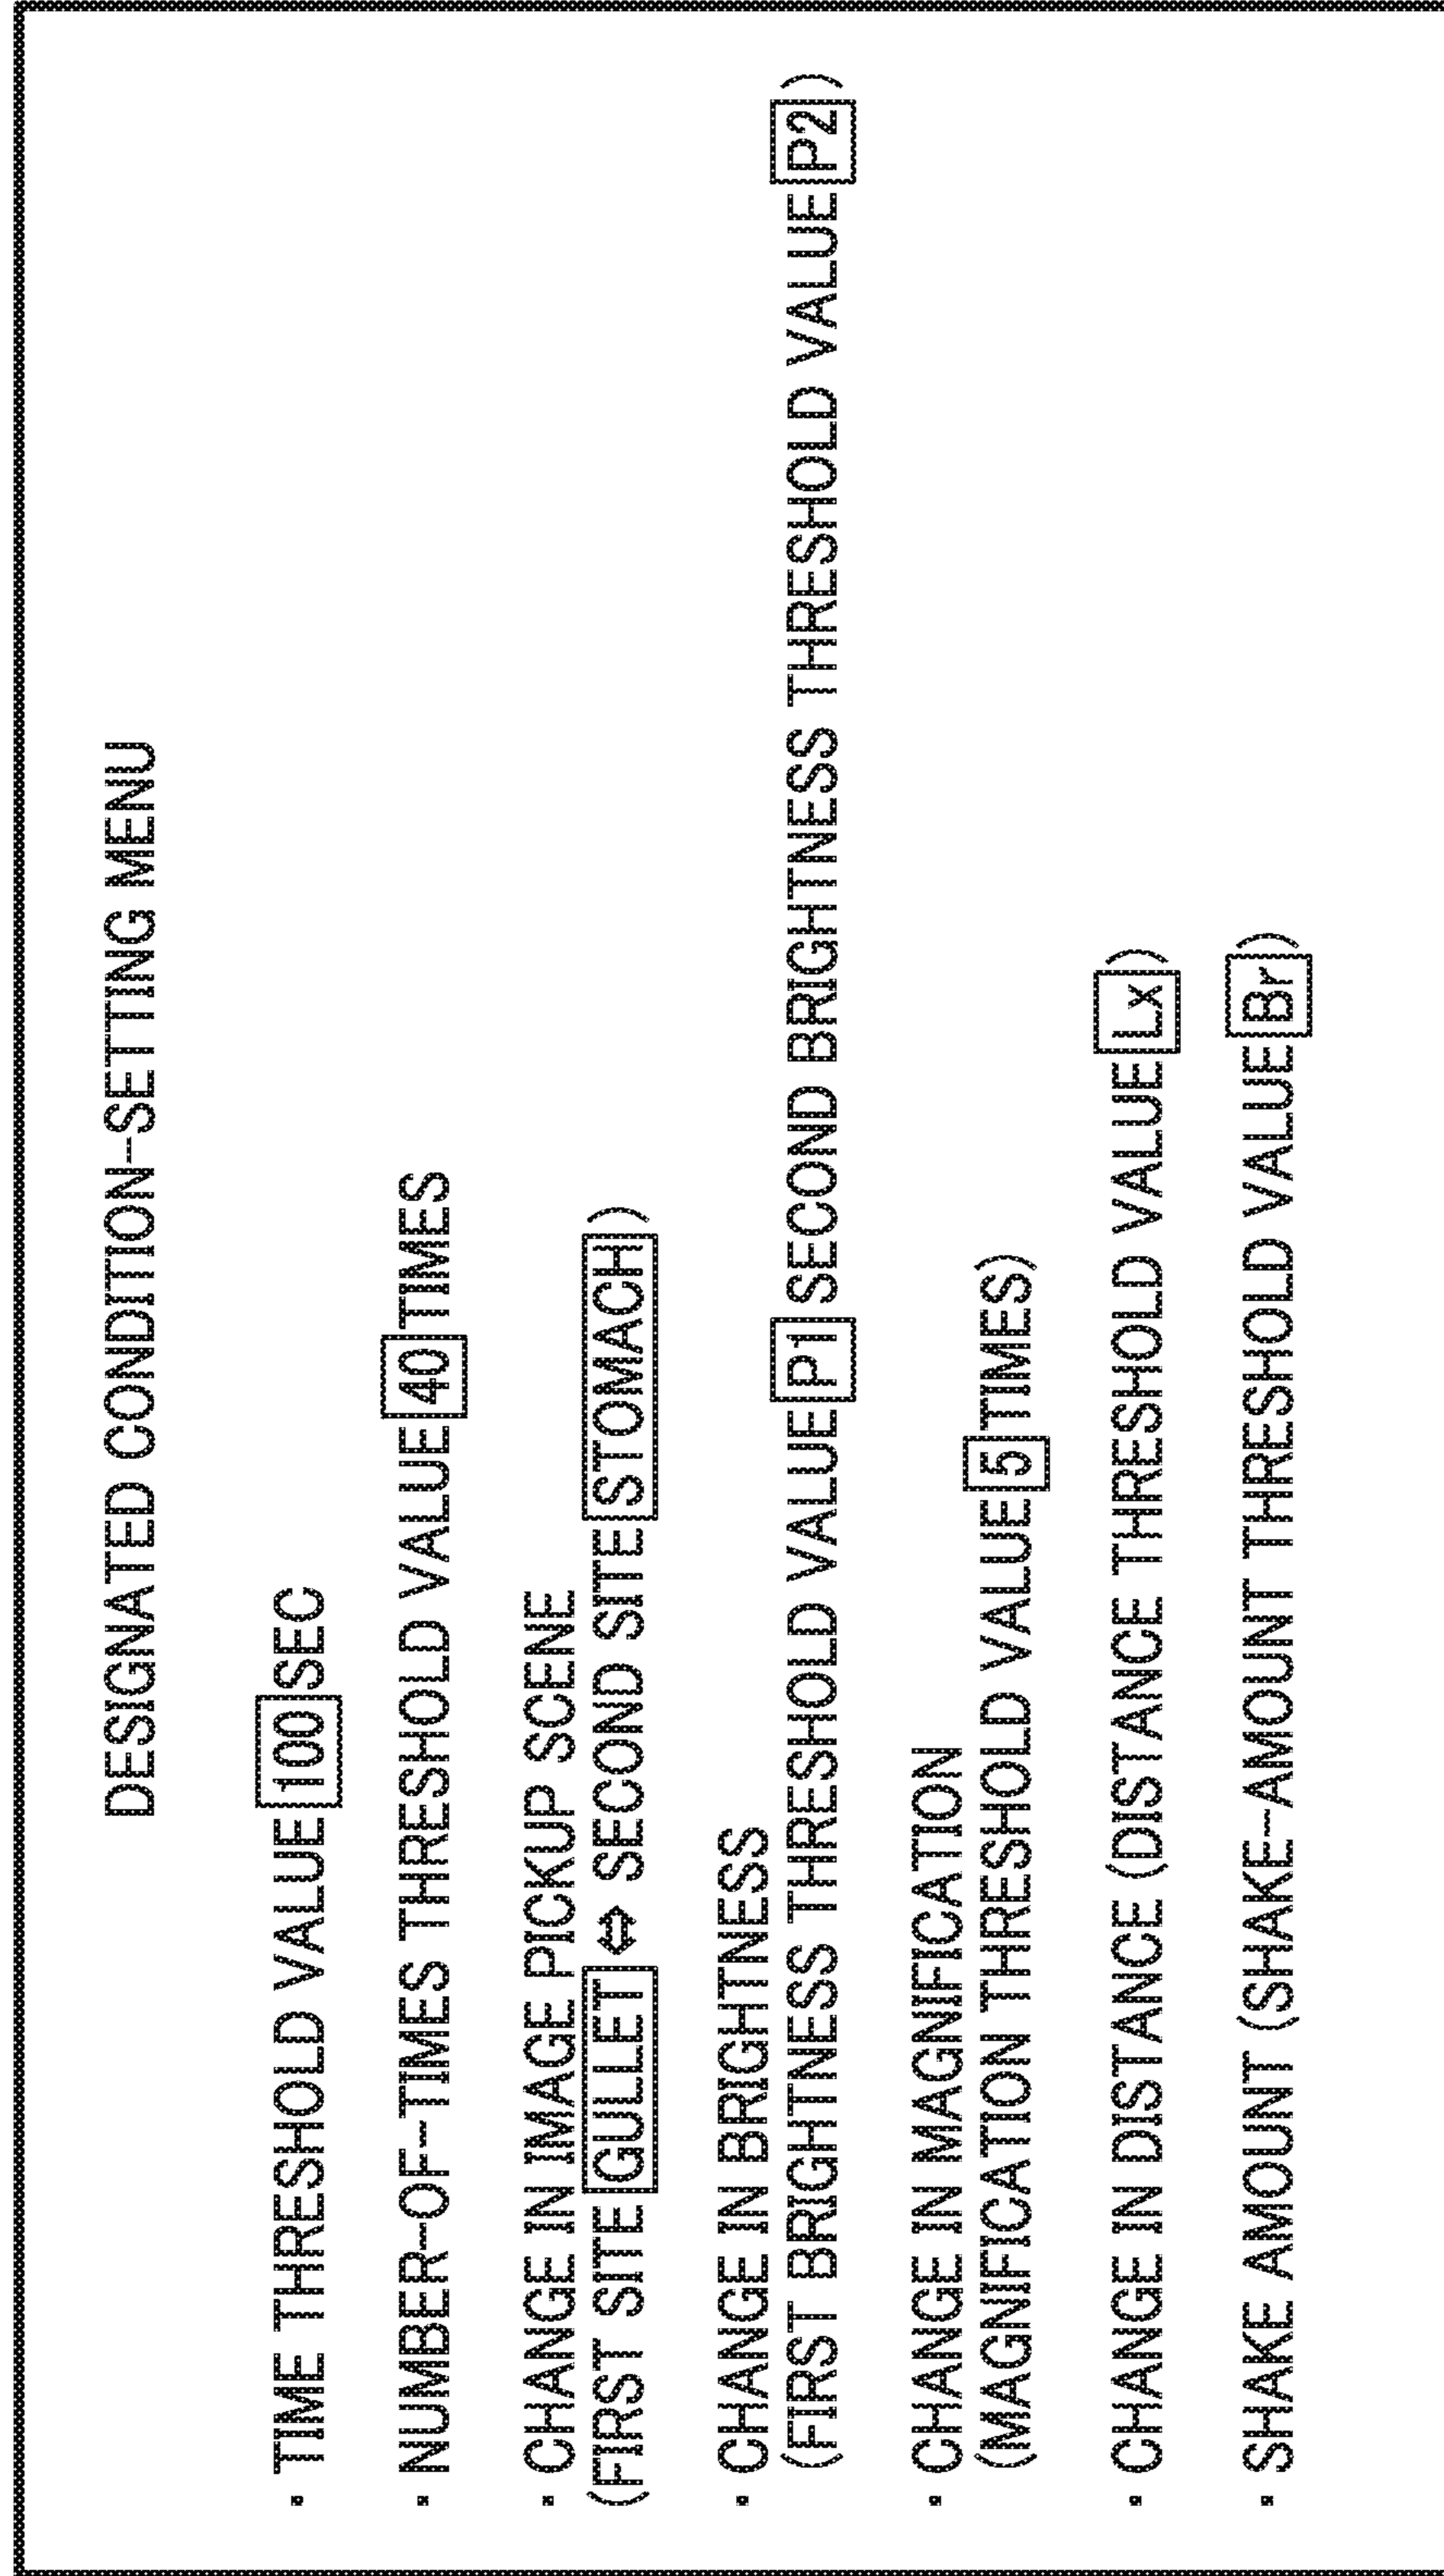 DESIGNATED CONDITION-SETTING MENU
· TIME THRESHOLD VALUE 100 SEC
· NUMBER-OF-TIMES THRESHOLD VALUE 40 TIMES
· CHANGE IN IMAGE PICKUP SCENE
(FIRST SITE GULLET ⇔ SECOND SITE STOMACH)
· CHANGE IN BRIGHTNESS
(FIRST BRIGHTNESS THRESHOLD VALUE P1 SECOND BRIGHTNESS THRESHOLD VALUE P2)
· CHANGE IN MAGNIFICATION
(MAGNIFICATION THRESHOLD VALUE 5 TIMES)
· CHANGE IN DISTANCE (DISTANCE THRESHOLD VALUE Lx)
· SHAKE AMOUNT (SHAKE-AMOUNT THRESHOLD VALUE Br)